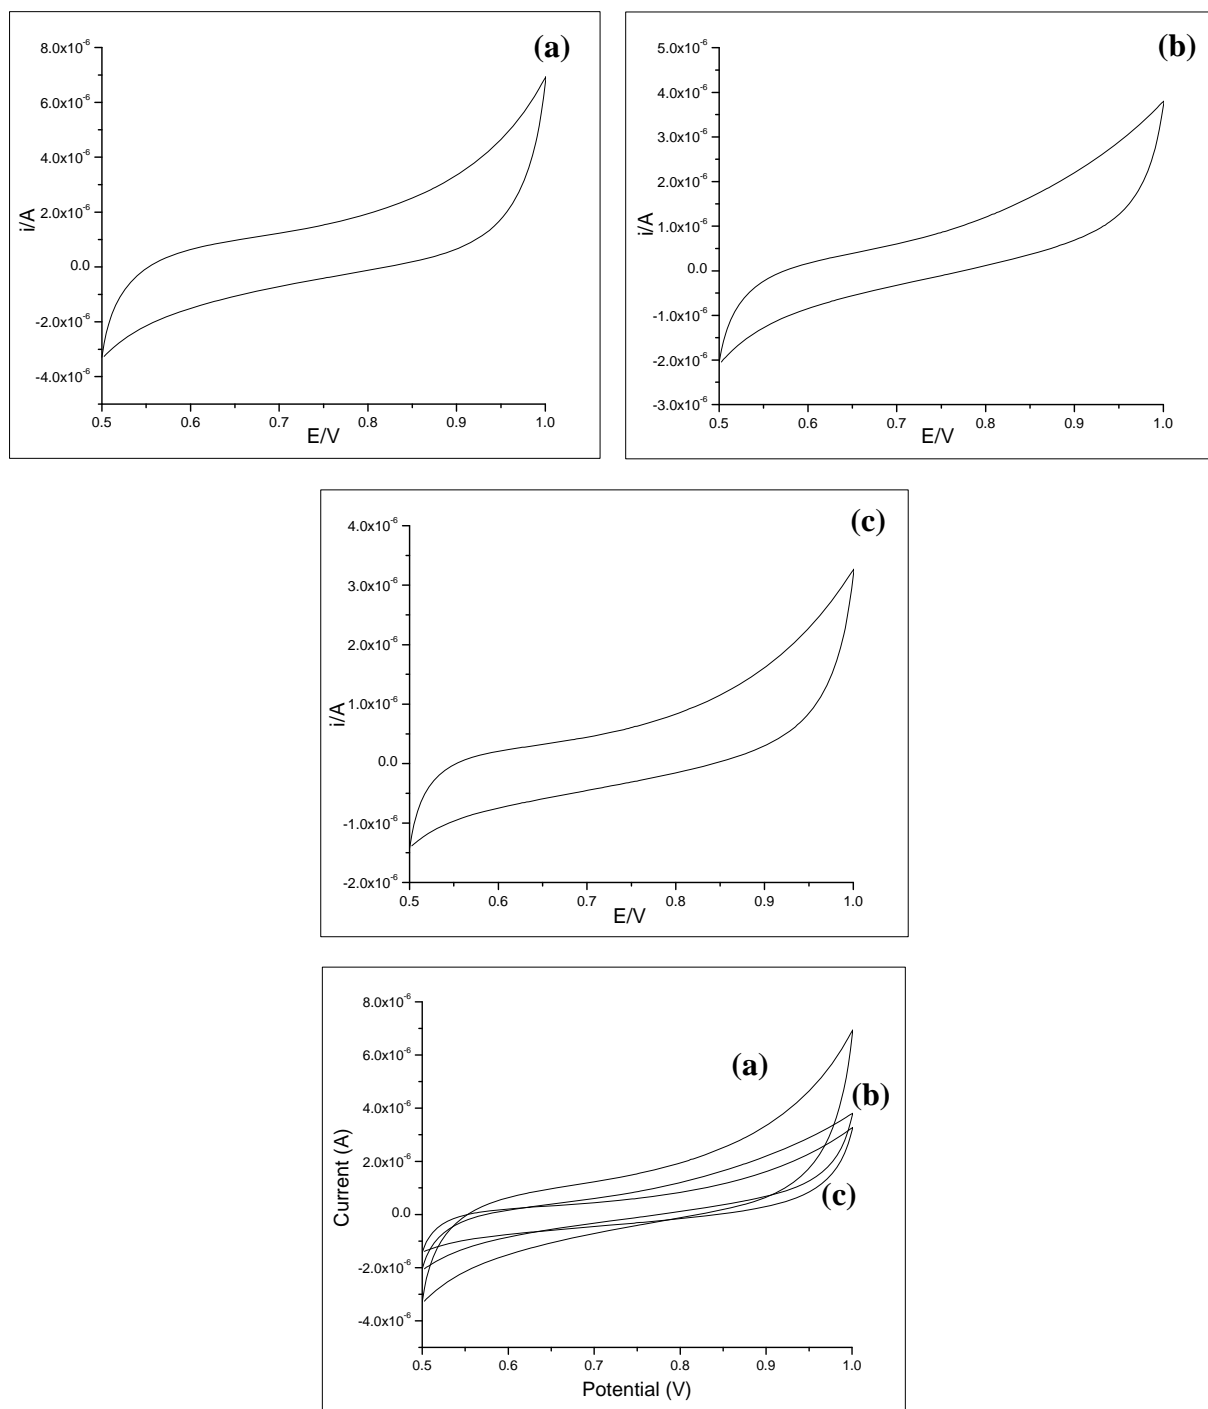 (a)
8.0x10⁻⁶
6.0x10⁻⁶
4.0x10⁻⁶
2.0x10⁻⁶
0.0
-2.0x10⁻⁶
-4.0x10⁻⁶
i/A
0.5 0.6 0.7 0.8 0.9 1.0
E/V
(b)
5.0x10⁻⁶
4.0x10⁻⁶
3.0x10⁻⁶
2.0x10⁻⁶
1.0x10⁻⁶
0.0
-1.0x10⁻⁶
-2.0x10⁻⁶
-3.0x10⁻⁶
i/A
0.5 0.6 0.7 0.8 0.9 1.0
E/V
(c)
4.0x10⁻⁶
3.0x10⁻⁶
2.0x10⁻⁶
1.0x10⁻⁶
0.0
-1.0x10⁻⁶
-2.0x10⁻⁶
i/A
0.5 0.6 0.7 0.8 0.9 1.0
E/V
8.0x10⁻⁶
6.0x10⁻⁶
4.0x10⁻⁶
2.0x10⁻⁶
0.0
-2.0x10⁻⁶
-4.0x10⁻⁶
Current (A)
(a)
(b)
(c)
0.5 0.6 0.7 0.8 0.9 1.0
Potential (V)